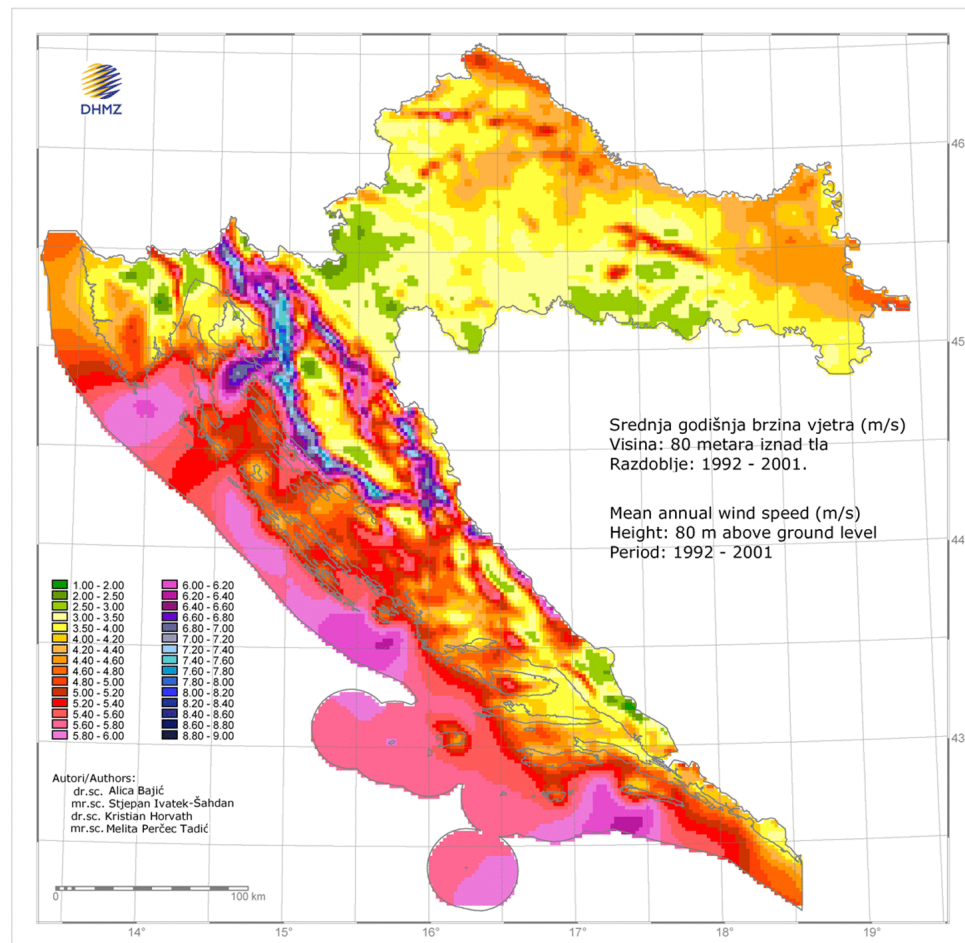 DHMZ
46
45
44
43
Srednja godišnja brzina vjetra (m/s)
Visina: 80 metara iznad tla
Razdoblje: 1992 - 2001.
Mean annual wind speed (m/s)
Height: 80 m above ground level
Period: 1992 - 2001
1.00 - 2.00
2.00 - 2.50
2.50 - 3.00
3.00 - 3.50
3.50 - 4.00
4.00 - 4.20
4.20 - 4.40
4.40 - 4.60
4.60 - 4.80
4.80 - 5.00
5.00 - 5.20
5.20 - 5.40
5.40 - 5.60
5.60 - 5.80
5.80 - 6.00
6.00 - 6.20
6.20 - 6.40
6.40 - 6.60
6.60 - 6.80
6.80 - 7.00
7.00 - 7.20
7.20 - 7.40
7.40 - 7.60
7.60 - 7.80
7.80 - 8.00
8.00 - 8.20
8.20 - 8.40
8.40 - 8.60
8.60 - 8.80
8.80 - 9.00
Autori/Authors:
dr.sc. Alica Bajić
mr.sc. Stjepan Ivatek-Šahdan
dr.sc. Kristian Horvath
mr.sc. Melita Perčec Tadić
0 100 km
14° 15° 16° 17° 18° 19°